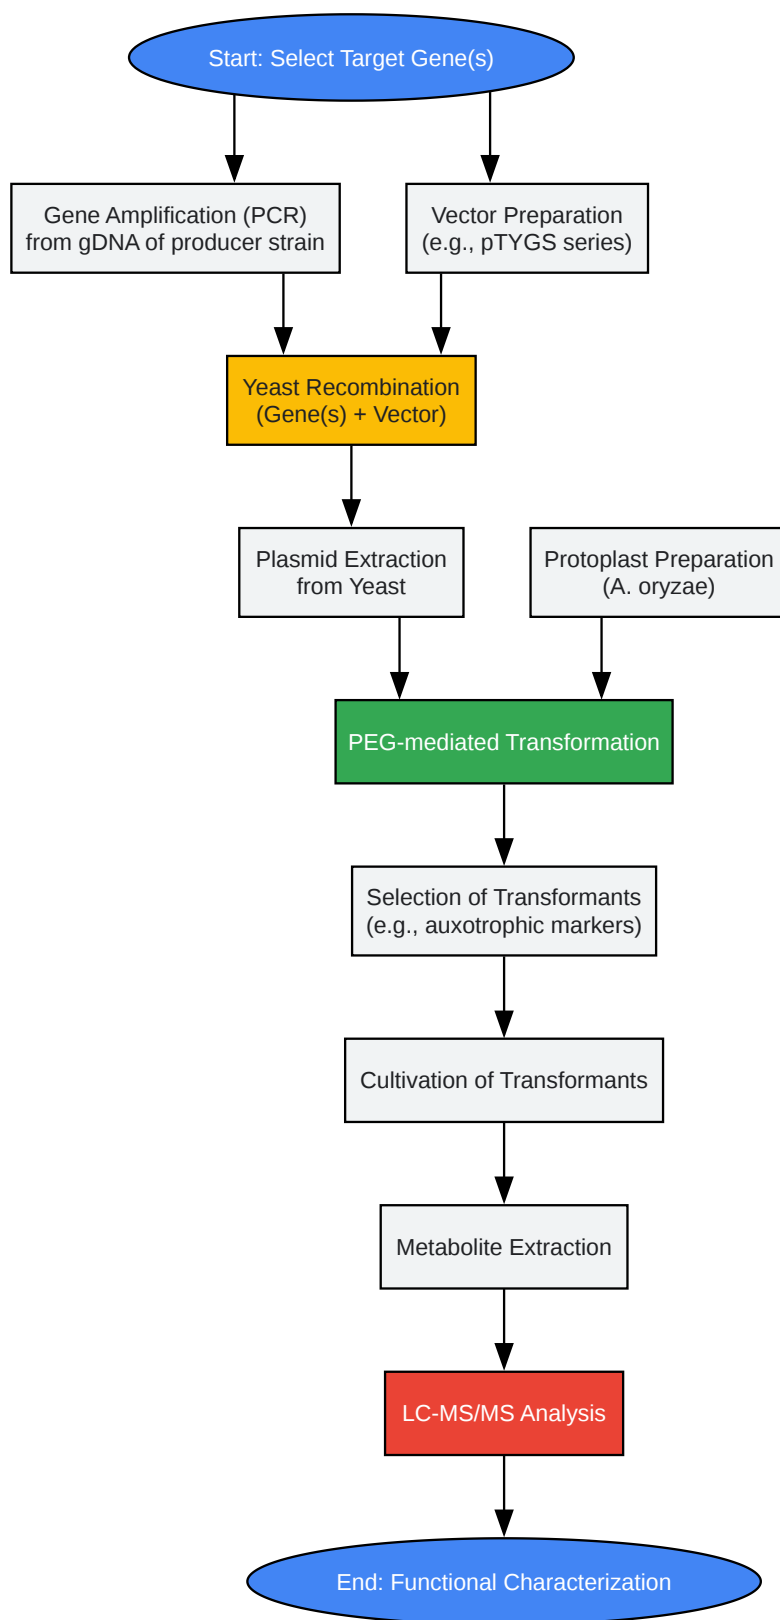 Start: Select Target Gene(s)
Gene Amplification (PCR)
from gDNA of producer strain
Vector Preparation
(e.g., pTYGS series)
Yeast Recombination
(Gene(s) + Vector)
Plasmid Extraction
from Yeast
Protoplast Preparation
(A. oryzae)
PEG-mediated Transformation
Selection of Transformants
(e.g., auxotrophic markers)
Cultivation of Transformants
Metabolite Extraction
LC-MS/MS Analysis
End: Functional Characterization